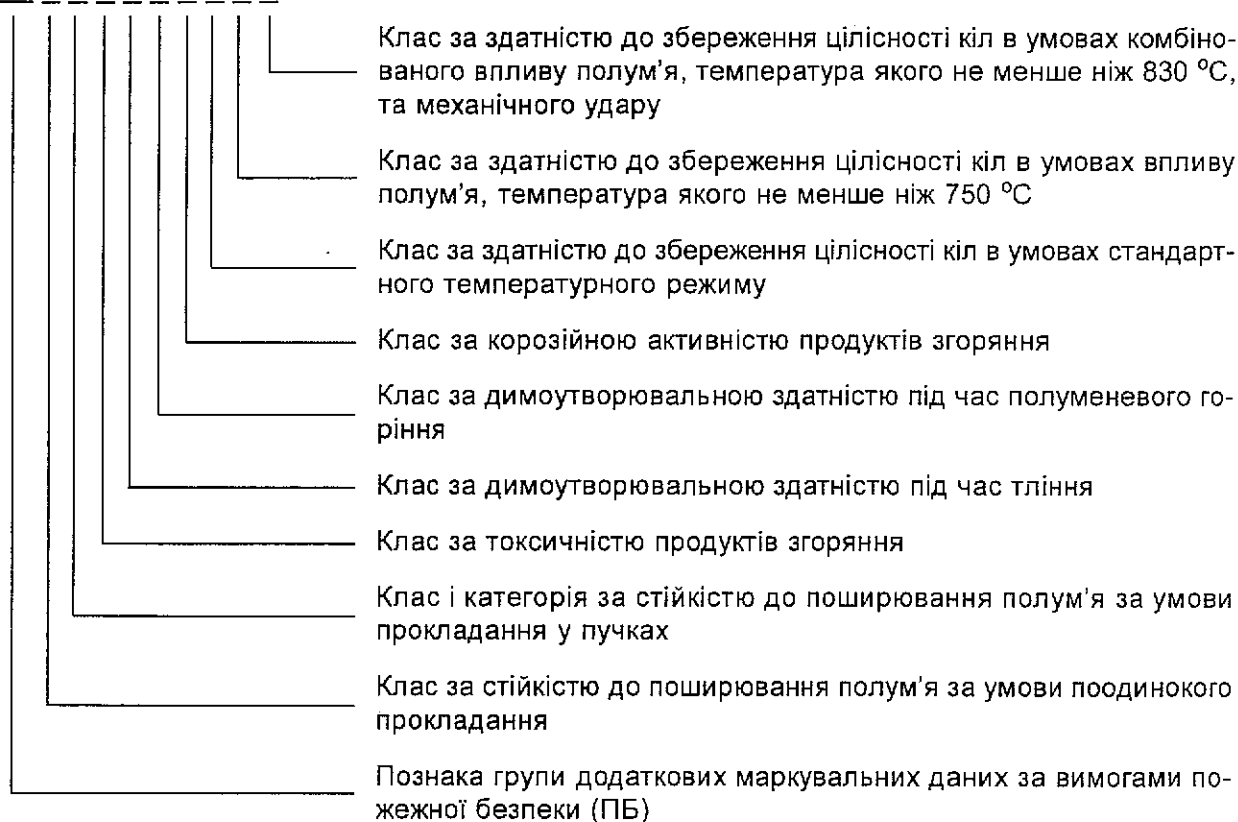 Клас за здатністю до збереження цілісності кіл в умовах комбіно-
ваного впливу полум'я, температура якого не менше ніж 830 °С,
та механічного удару
Клас за здатністю до збереження цілісності кіл в умовах впливу
полум'я, температура якого не менше ніж 750 °С
Клас за здатністю до збереження цілісності кіл в умовах стандарт-
ного температурного режиму
Клас за корозійною активністю продуктів згоряння
Клас за димоутворювальною здатністю під час полуменевого го-
ріння
Клас за димоутворювальною здатністю під час тління
Клас за токсичністю продуктів згоряння
Клас і категорія за стійкістю до поширювання полум'я за умови
прокладання у пучках
Клас за стійкістю до поширювання полум'я за умови поодинокого
прокладання
Познака групи додаткових маркувальних даних за вимогами по-
жежної безпеки (ПБ)